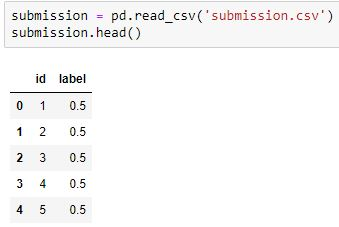 submission = pd.read_csv('submission.csv')
submission.head()
id label
0 1 0.5
1 2 0.5
2 3 0.5
3 4 0.5
4 5 0.5